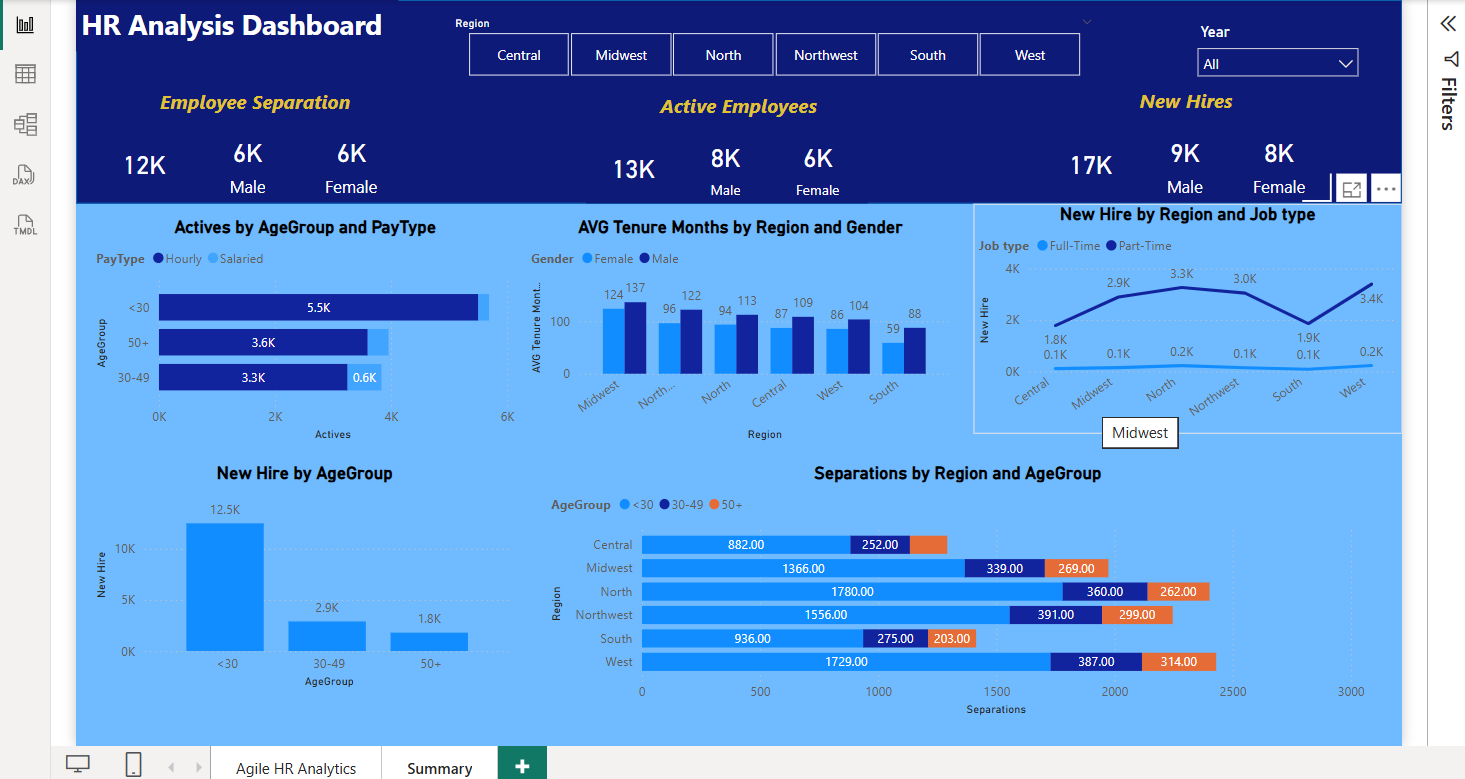 HR Analysis Dashboard
Region
Central Midwest North Northwest South West
Year
All
Filters
DAX
TMDL
Employee Separation
12K
6K
Male
6K
Female
Active Employees
13K
8K
Male
6K
Female
New Hires
17K
9K
Male
8K
Female
Actives by AgeGroup and PayType
PayType Hourly Salaried
AgeGroup
<30 5.5K
50+ 3.6K
30-49 3.3K 0.6K
0K 2K 4K 6K
Actives
AVG Tenure Months by Region and Gender
Gender Female Male
AVG Tenure Mont...
100
0
124 137
96 122
94 113
87 109
86 104
59 88
Midwest North... North Central West South
Region
New Hire by Region and Job type
Job type Full-Time Part-Time
New Hire
4K
2K
0K
1.8K 2.9K 3.3K 3.0K 1.9K 3.4K
0.1K 0.1K 0.2K 0.1K 0.1K 0.2K
Central Midwest North Northwest South West
Midwest
New Hire by AgeGroup
New Hire
10K
5K
0K
12.5K 2.9K 1.8K
<30 30-49 50+
AgeGroup
Separations by Region and AgeGroup
AgeGroup <30 30-49 50+
Region
Central 882.00 252.00
Midwest 1366.00 339.00 269.00
North 1780.00 360.00 262.00
Northwest 1556.00 391.00 299.00
South 936.00 275.00 203.00
West 1729.00 387.00 314.00
0 500 1000 1500 2000 2500 3000
Separations
Agile HR Analytics Summary